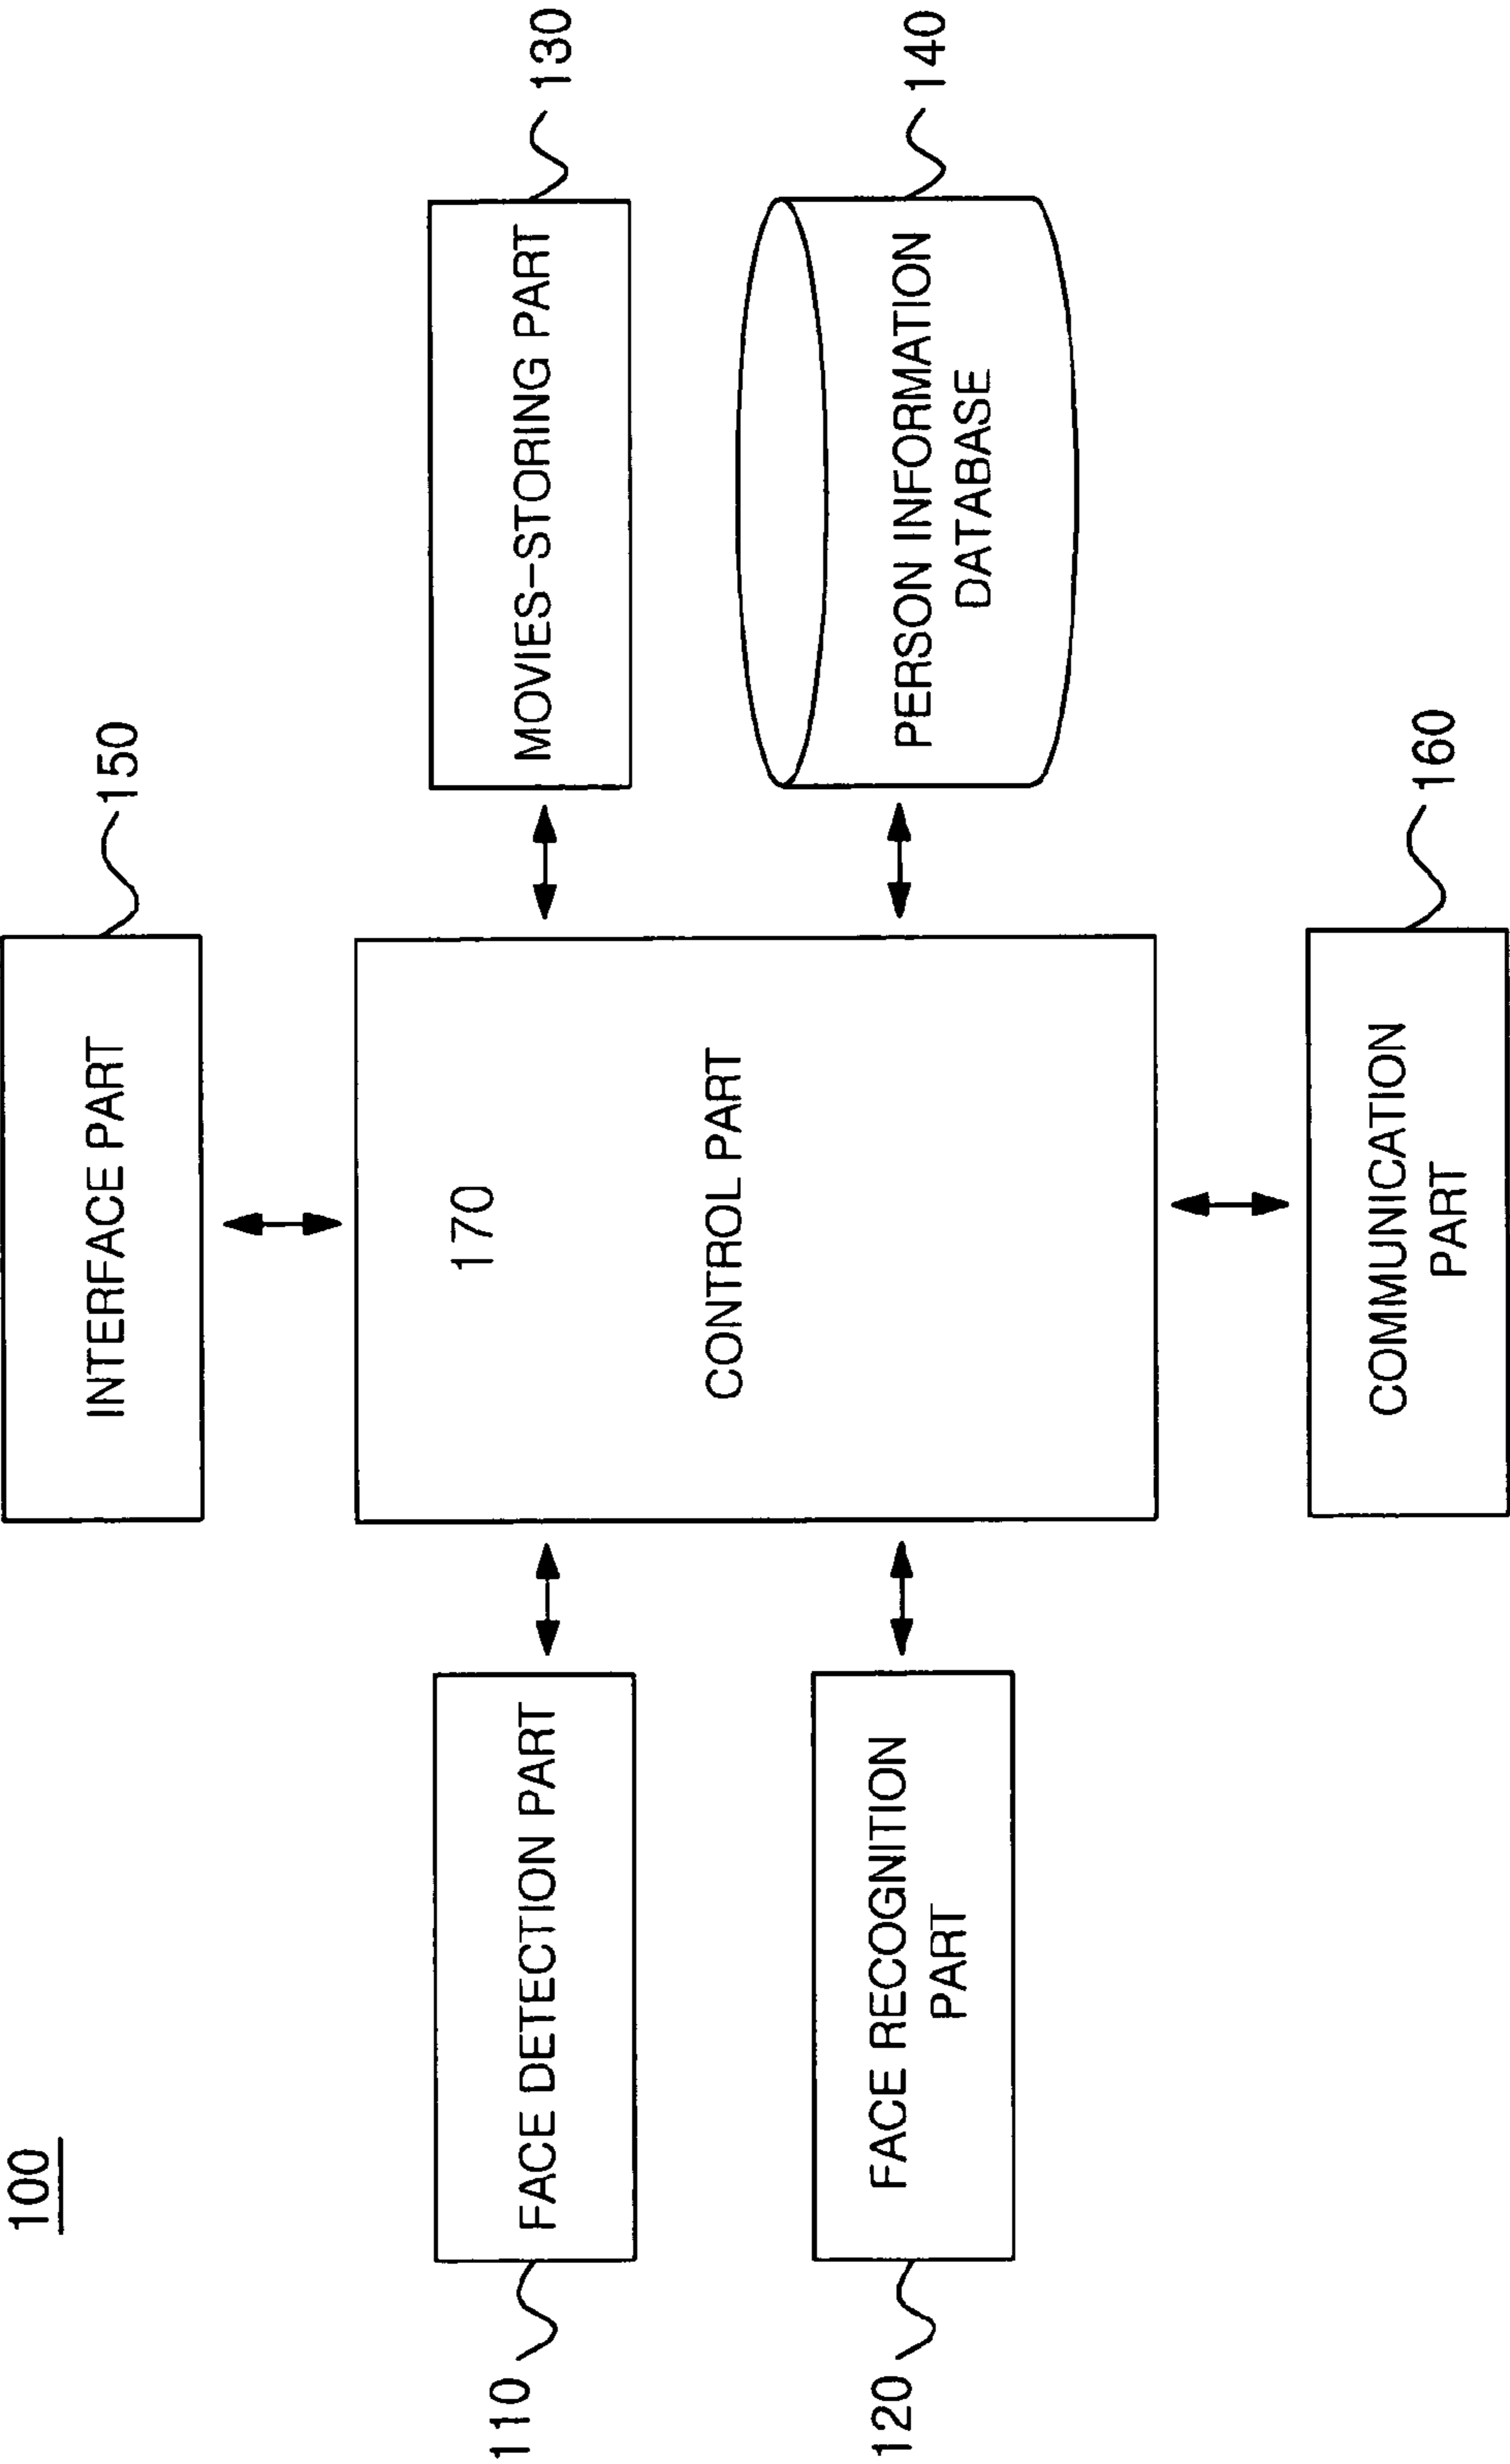 100
INTERFACE PART
150
110
FACE DETECTION PART
170
CONTROL PART
MOVIES-STORING PART
130
120
FACE RECOGNITION
PART
PERSON INFORMATION
DATABASE
140
COMMUNICATION
PART
160